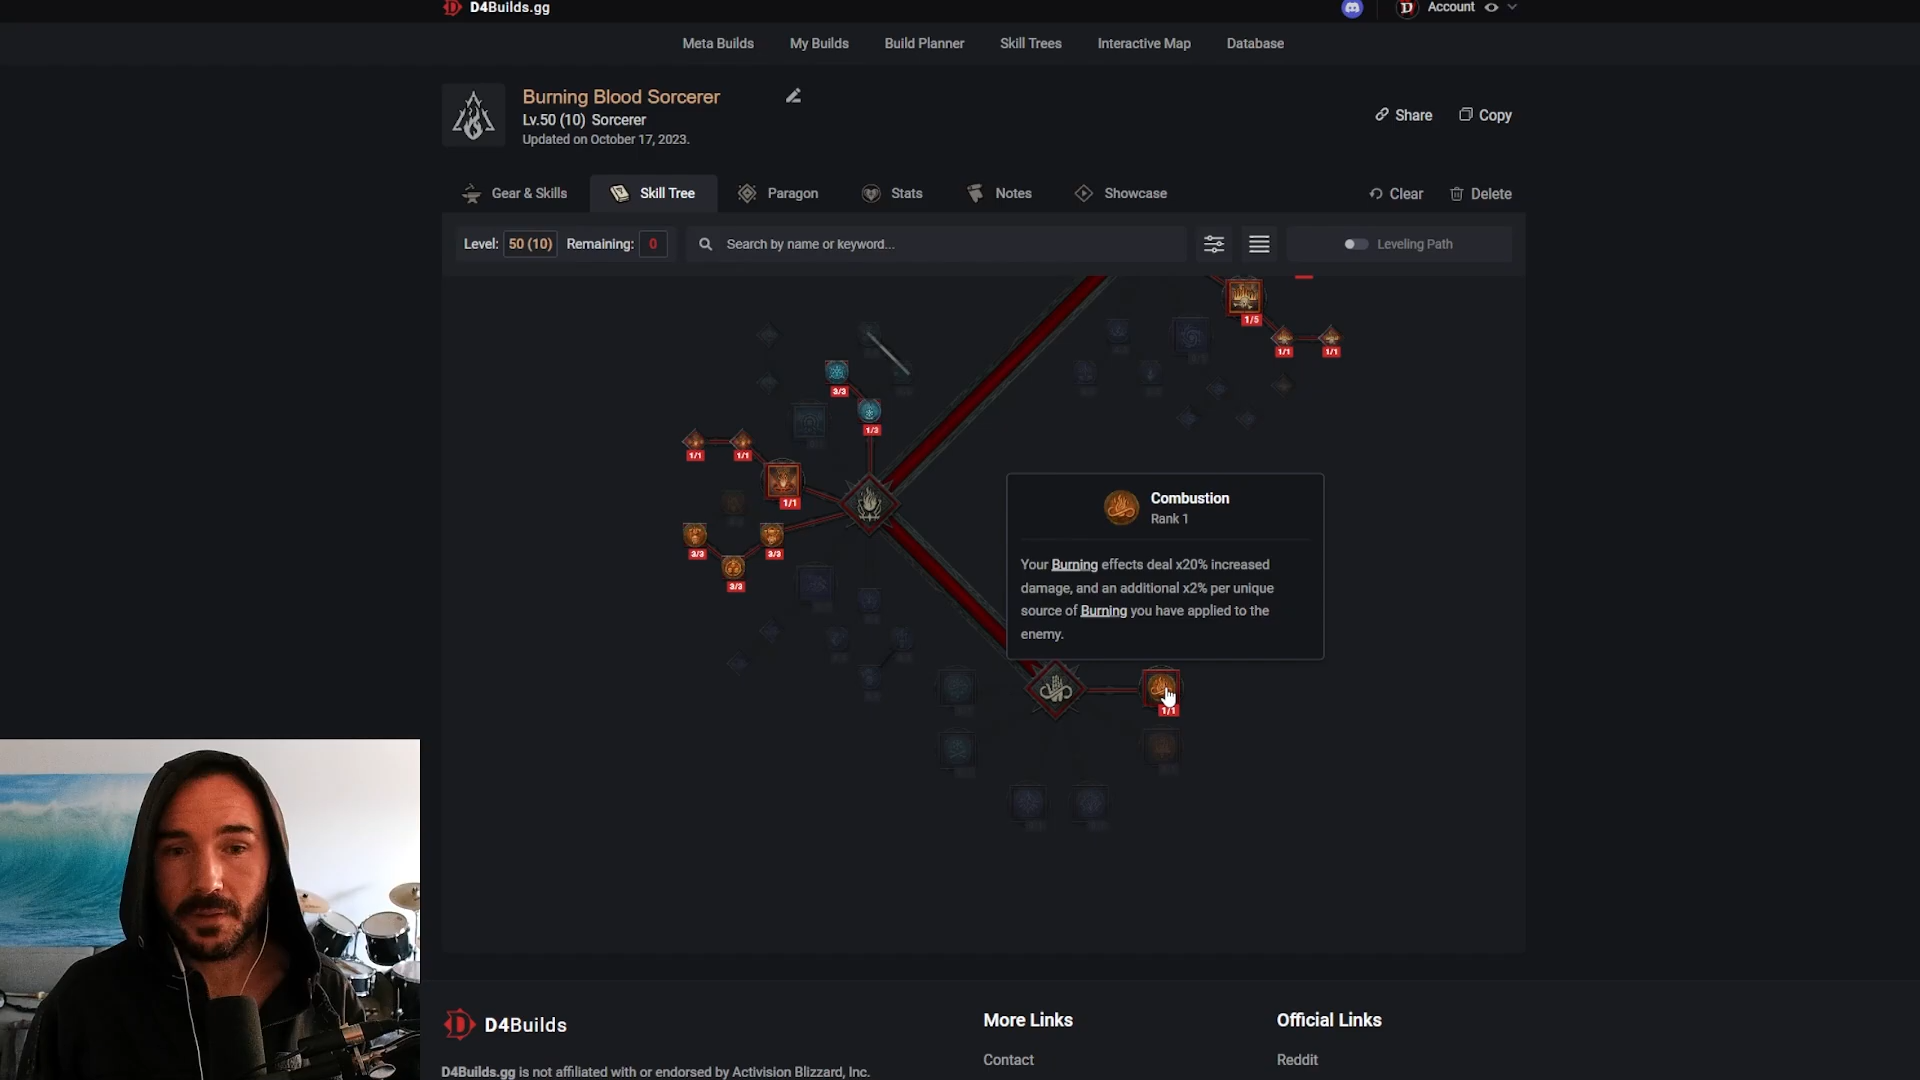 D4Builds.gg
Account
Meta Builds
My Builds
Build Planner
Skill Trees
Interactive Map
Database
Burning Blood Sorcerer
Lv.50 (10) Sorcerer
Updated on October 17, 2023.
Share
Copy
Gear & Skills
Skill Tree
Paragon
Stats
Notes
Showcase
Clear
Delete
Level: 50 (10) Remaining: 0
Search by name or keyword...
Leveling Path
1/5
1/1
1/1
3/3
1/3
1/1
1/1
1/1
3/3
3/3
3/3
Combustion
Rank 1
Your Burning effects deal x20% increased
damage, and an additional x2% per unique
source of Burning you have applied to the
enemy.
1/1
D4Builds
D4Builds.gg is not affiliated with or endorsed by Activision Blizzard, Inc.
More Links
Contact
Official Links
Reddit